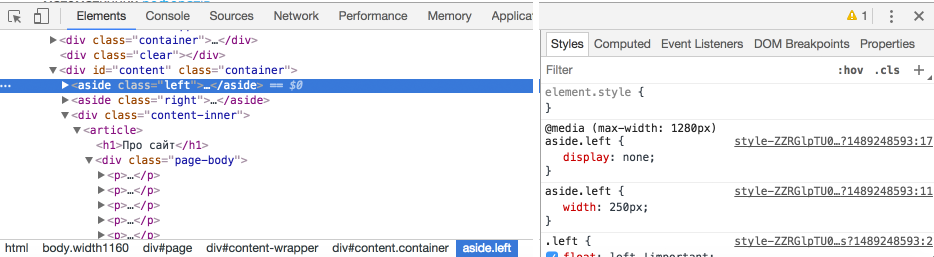 Elements Console Sources Network Performance Memory Applicat
1
<div class="container">…</div>
<div class="clear"></div>
<div id="content" class="container">
<aside class="left">…</aside> == $0
<aside class="right">…</aside>
<div class="content-inner">
<article>
<h1>Про сайт</h1>
<div class="page-body">
<p>…</p>
<p>…</p>
<p>…</p>
<p>…</p>
<p>…</p>
html body.width1160 div#page div#content-wrapper div#content.container aside.left
Styles Computed Event Listeners DOM Breakpoints Properties
Filter :hov .cls +
element.style {
}
@media (max-width: 1280px)
aside.left { style-ZZRGlpTU0…?1489248593:17
display: none;
}
aside.left { style-ZZRGlpTU0…?1489248593:11
width: 250px;
}
.left { style-ZZRGlpTU0…s?1489248593:2
float: left !important;